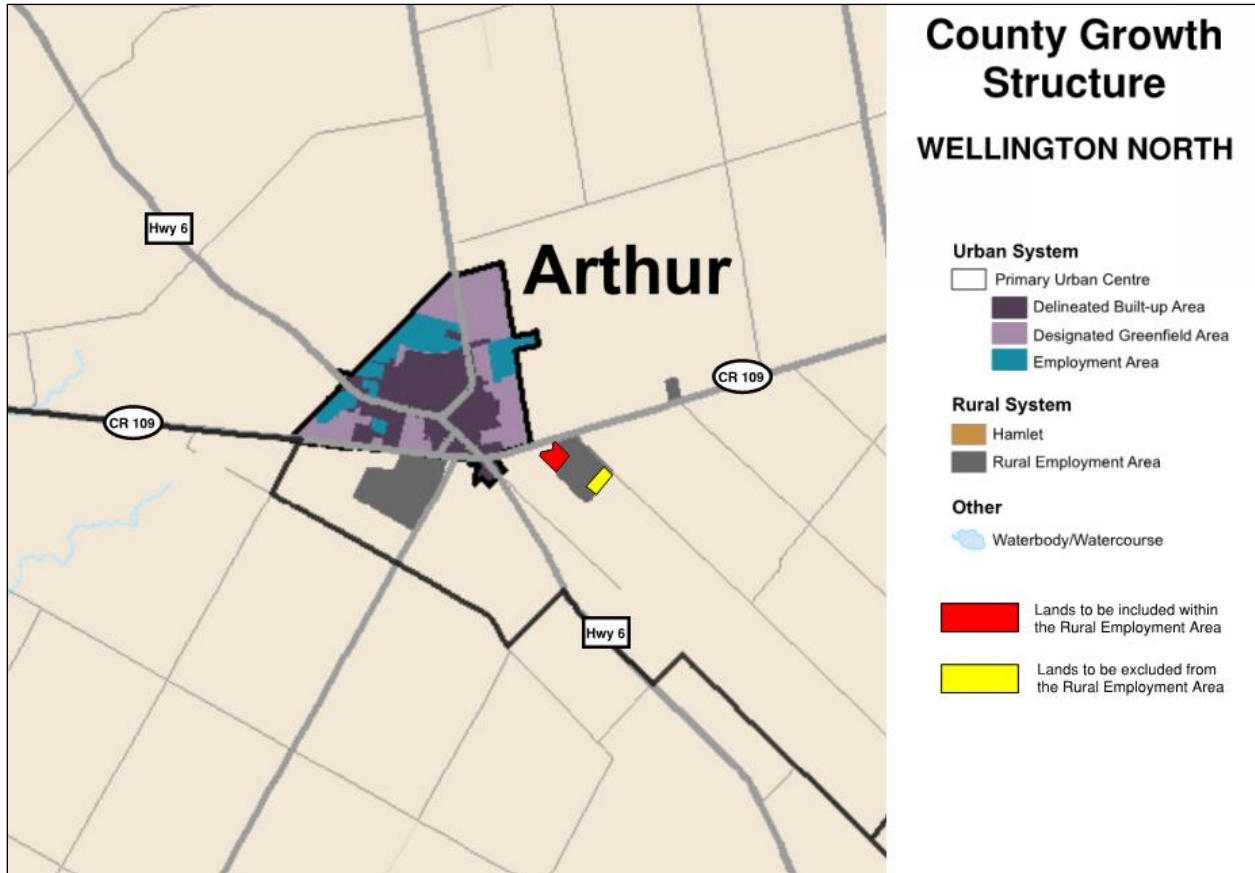 County Growth
Structure
WELLINGTON NORTH
Hwy 6
Arthur
CR 109
CR 109
Hwy 6
Urban System
Primary Urban Centre
Delineated Built-up Area
Designated Greenfield Area
Employment Area
Rural System
Hamlet
Rural Employment Area
Other
Waterbody/Watercourse
Lands to be included within
the Rural Employment Area
Lands to be excluded from
the Rural Employment Area